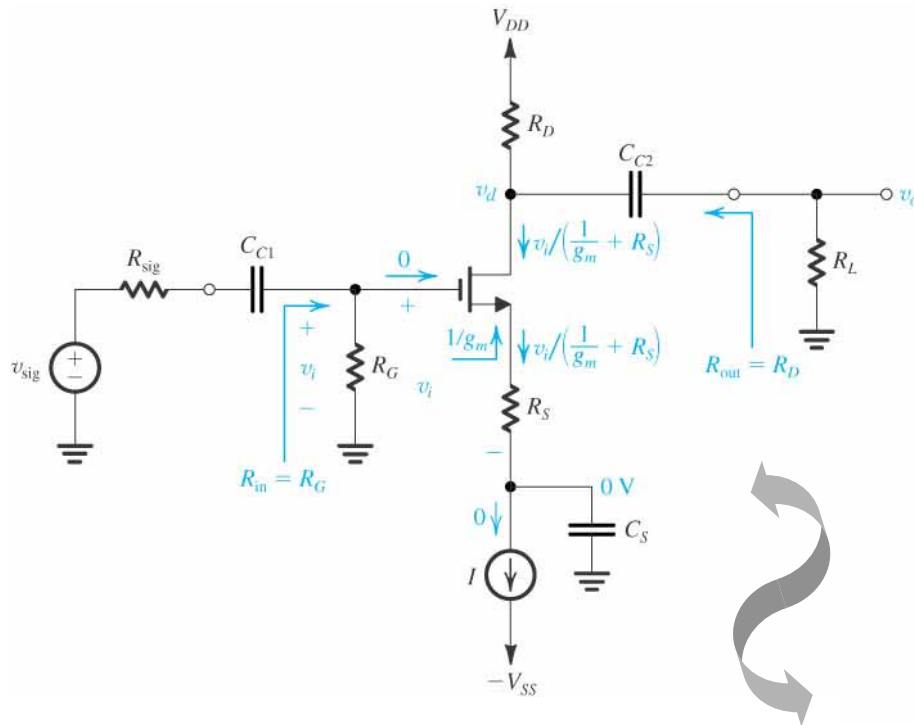 V_DD
R_D
C_C2
v_d
R_sig
C_C1
0
v_i/(1/g_m + R_S)
R_L
+
+
1/g_m
v_i/(1/g_m + R_S)
v_sig
+
−
v_i
R_G
v_i
R_out = R_D
−
R_S
−
R_in = R_G
0 V
0
C_S
I
−V_SS